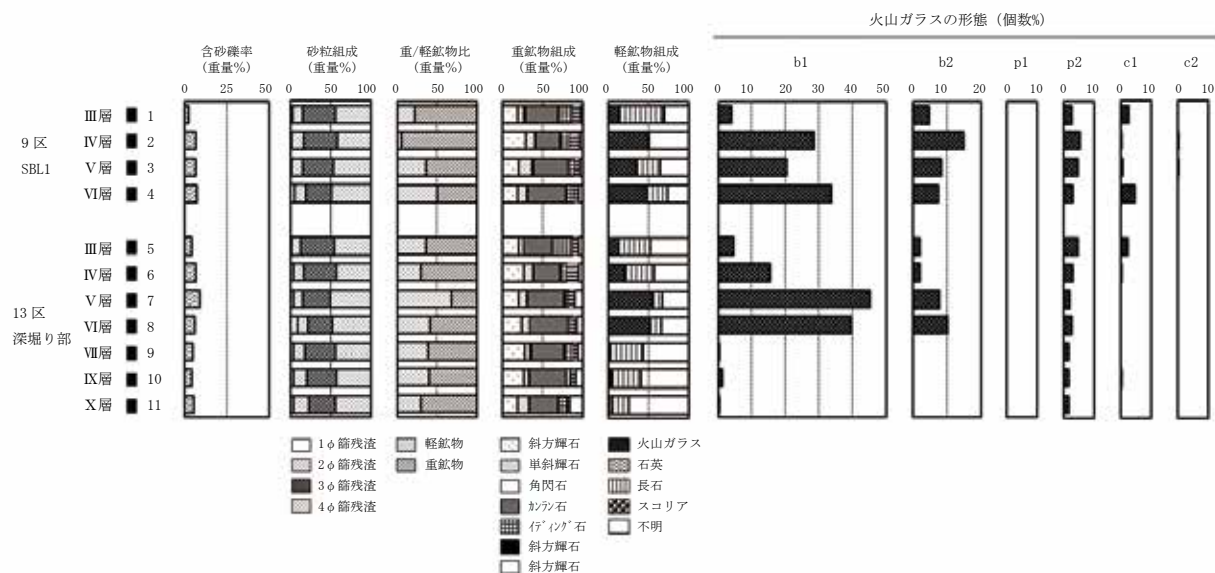 火山ガラスの形態（個数%）
含砂礫率 砂粒組成 重/軽鉱物比 重鉱物組成 軽鉱物組成
（重量%） （重量%） （重量%） （重量%） （重量%）
b1 b2 p1 p2 c1 c2
0 25 50 0 50 100 0 50 100 0 50 100 0 50 100 0 10 20 30 40 50 0 10 20 0 10 0 10 0 10 0 10
9区
SBL1
Ⅲ層 1
Ⅳ層 2
Ⅴ層 3
Ⅵ層 4
13区
深堀り部
Ⅲ層 5
Ⅳ層 6
Ⅴ層 7
Ⅵ層 8
Ⅶ層 9
Ⅸ層 10
Ⅹ層 11
1φ篩残渣
2φ篩残渣
3φ篩残渣
4φ篩残渣
軽鉱物
重鉱物
斜方輝石
単斜輝石
角閃石
カンラン石
イディング石
斜方輝石
斜方輝石
火山ガラス
石英
長石
スコリア
不明